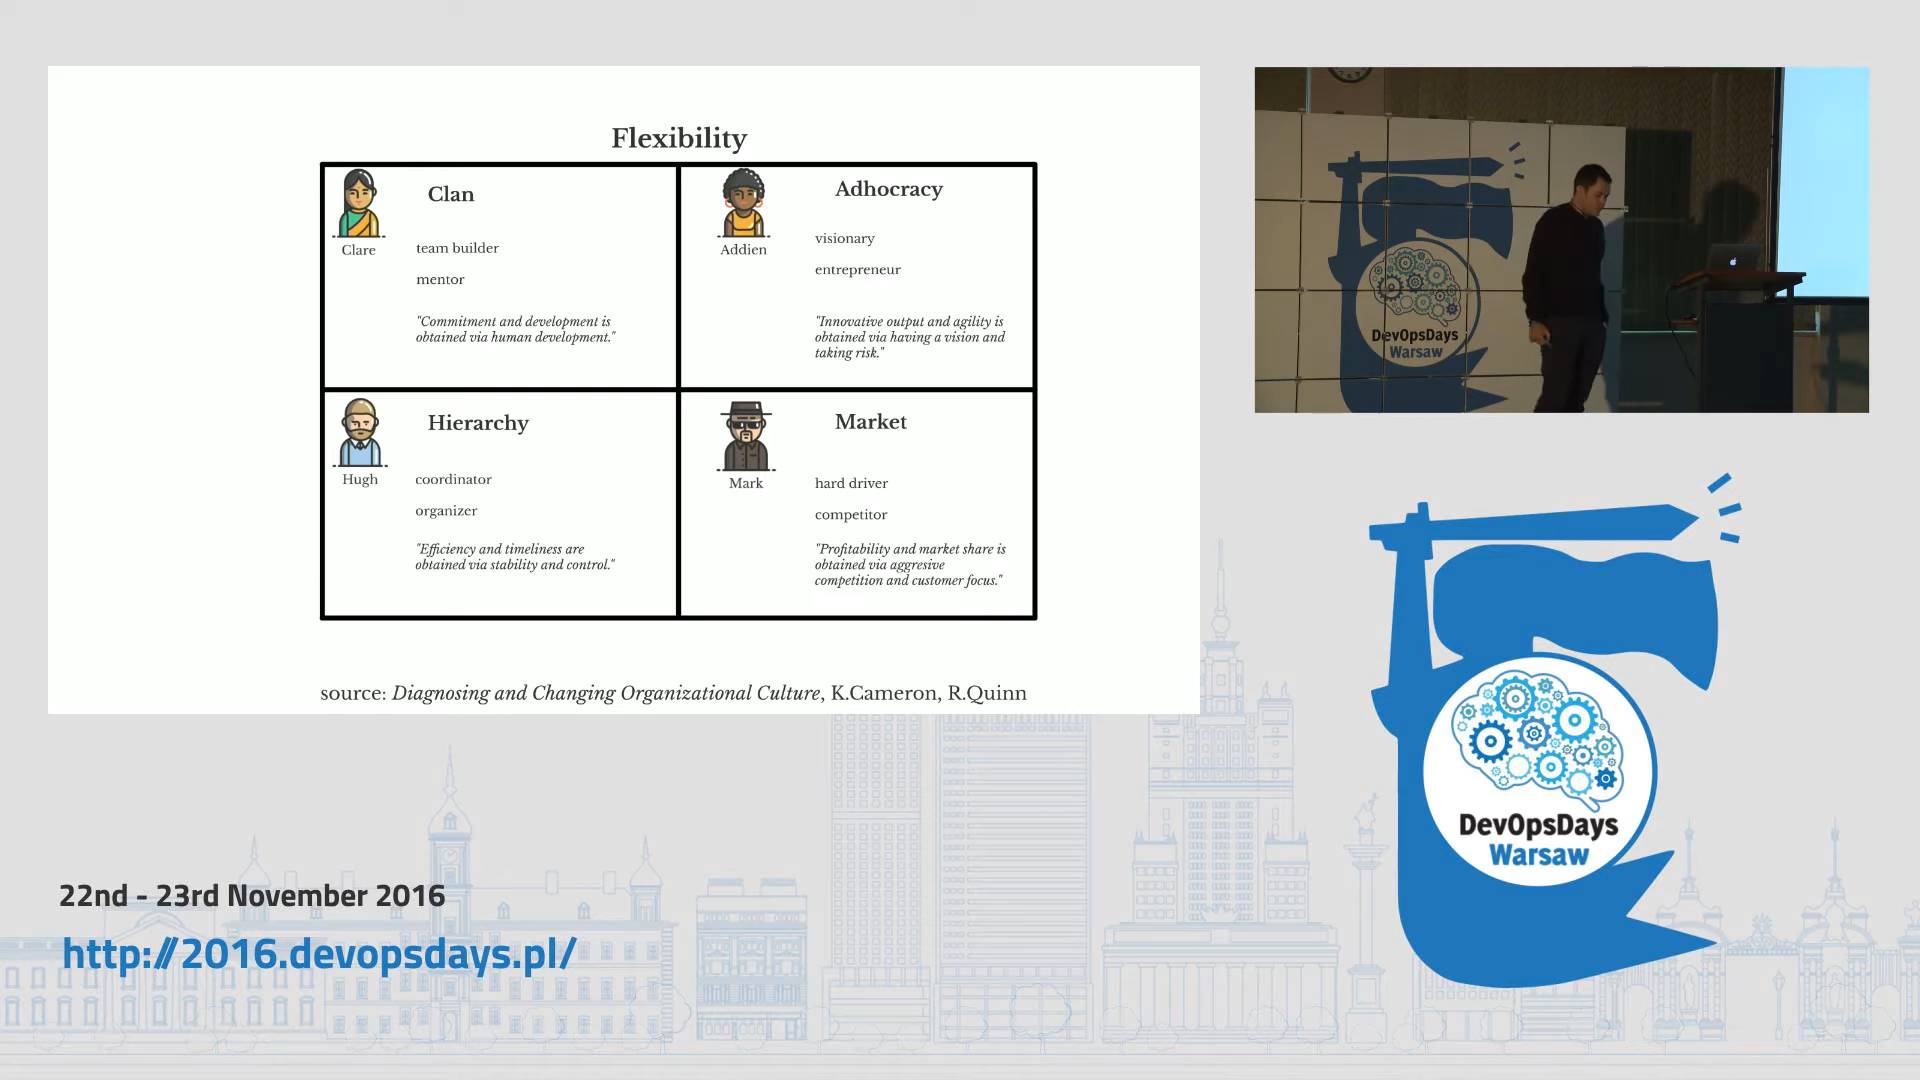 Flexibility
Clan
Clare
team builder
mentor
"Commitment and development is
obtained via human development."
Adhocracy
Addien
visionary
entrepreneur
"Innovative output and agility is
obtained via having a vision and
taking risk."
Hierarchy
Hugh
coordinator
organizer
"Efficiency and timeliness are
obtained via stability and control."
Market
Mark
hard driver
competitor
"Profitability and market share is
obtained via aggresive
competition and customer focus."
source: Diagnosing and Changing Organizational Culture, K.Cameron, R.Quinn
DevOpsDays
Warsaw
DevOpsDays
Warsaw
22nd - 23rd November 2016
http://2016.devopsdays.pl/